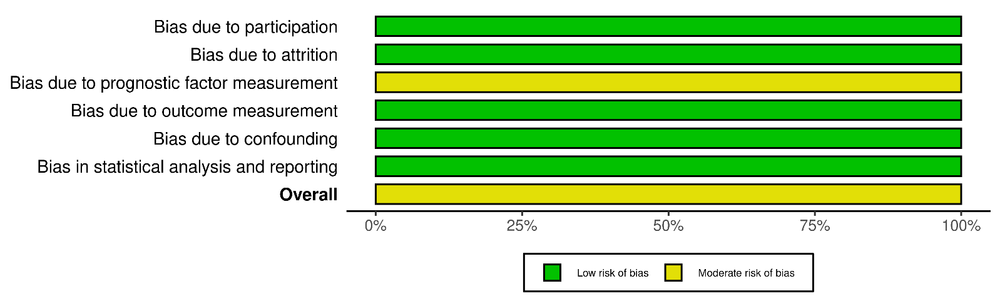 Bias due to participation
Bias due to attrition
Bias due to prognostic factor measurement
Bias due to outcome measurement
Bias due to confounding
Bias in statistical analysis and reporting
Overall
0% 25% 50% 75% 100%
Low risk of bias Moderate risk of bias